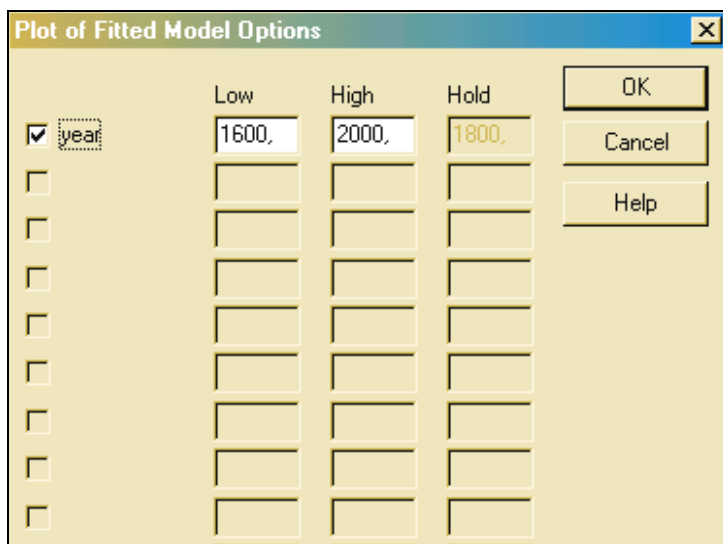 Plot of Fitted Model Options
Low High Hold OK
year 1600, 2000, 1800, Cancel
Help